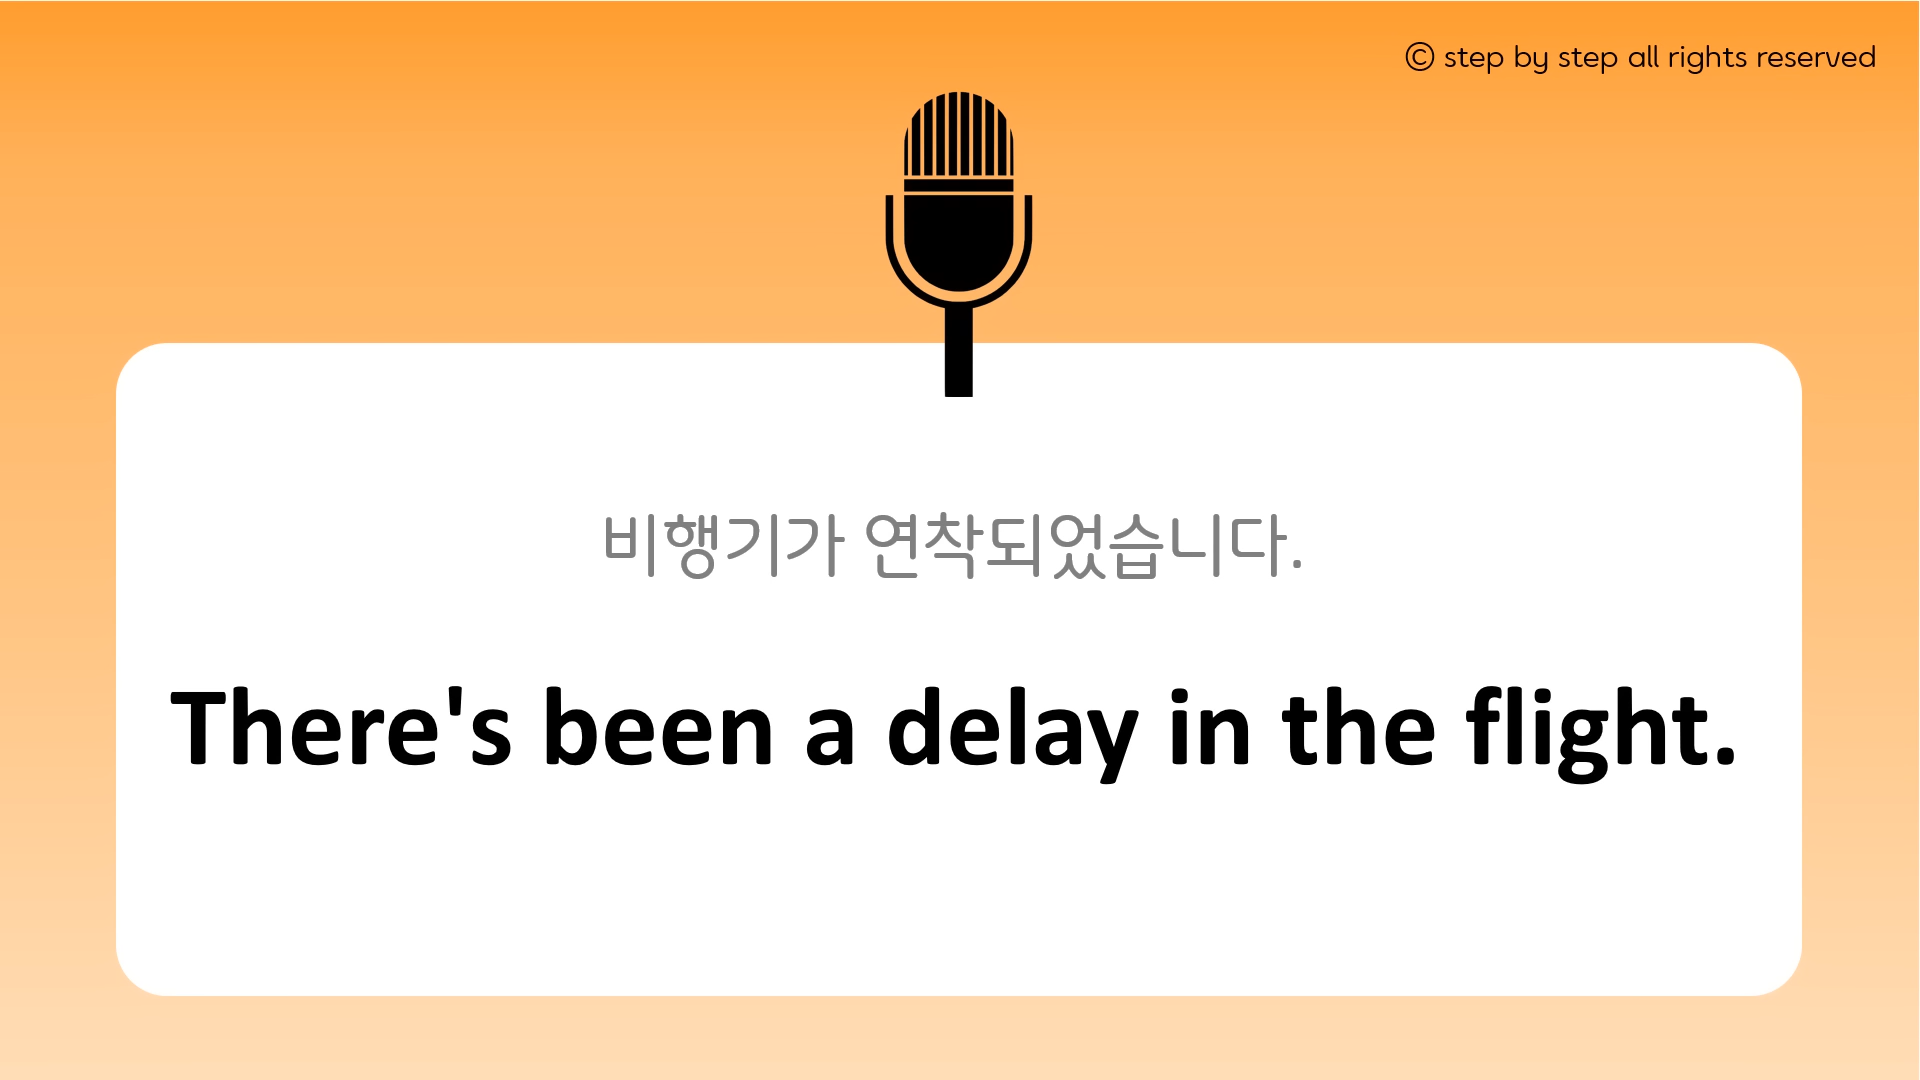 © step by step all rights reserved
비행기가 연착되었습니다.
There's been a delay in the flight.